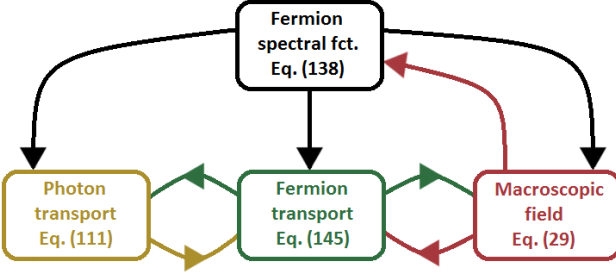 Fermion
spectral fct.
Eq. (138)
Photon
transport
Eq. (111)
Fermion
transport
Eq. (145)
Macroscopic
field
Eq. (29)